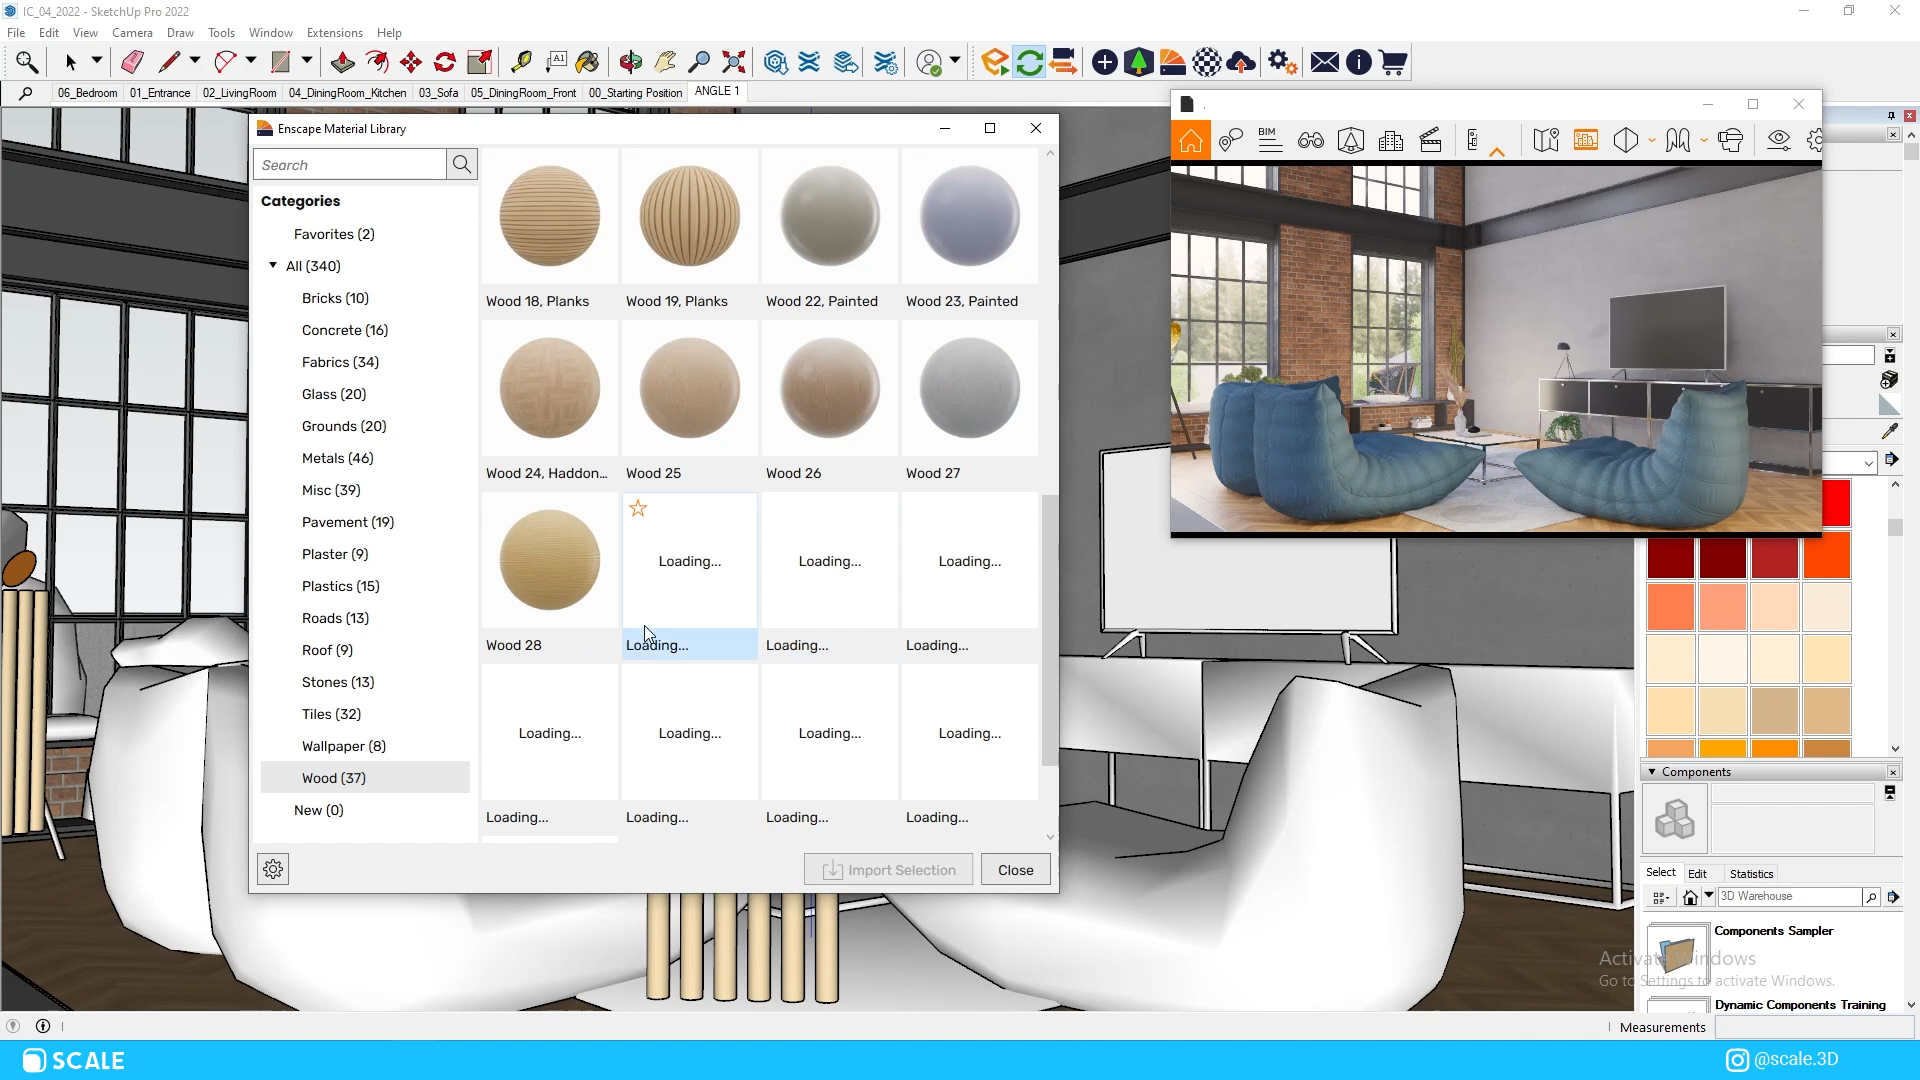 IC_04_2022 - SketchUp Pro 2022
File Edit View Camera Draw Tools Window Extensions Help
A1
06_Bedroom 01_Entrance 02_LivingRoom 04_DiningRoom_Kitchen 03_Sofa 05_DiningRoom_Front 00_Starting Position ANGLE 1
Enscape Material Library
Search
Categories
Favorites (2)
All (340)
Bricks (10)
Concrete (16)
Fabrics (34)
Glass (20)
Grounds (20)
Metals (46)
Misc (39)
Pavement (19)
Plaster (9)
Plastics (15)
Roads (13)
Roof (9)
Stones (13)
Tiles (32)
Wallpaper (8)
Wood (37)
New (0)
Wood 18, Planks Wood 19, Planks Wood 22, Painted Wood 23, Painted
Wood 24, Haddon... Wood 25 Wood 26 Wood 27
Loading... Loading... Loading...
Wood 28 Loading... Loading... Loading...
Loading... Loading... Loading... Loading...
Loading... Loading... Loading... Loading...
Import Selection Close
BIM
Components
Select Edit Statistics
3D Warehouse
Components Sampler
Activate Windows
Go to Settings to activate Windows.
Dynamic Components Training
Measurements
SCALE
@scale.3D